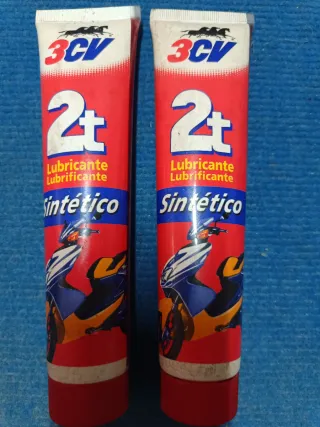 3CV
2t
Lubricante
Lubrificante
Sintético
3CV
2t
Lubricante
Lubrificante
Sintético